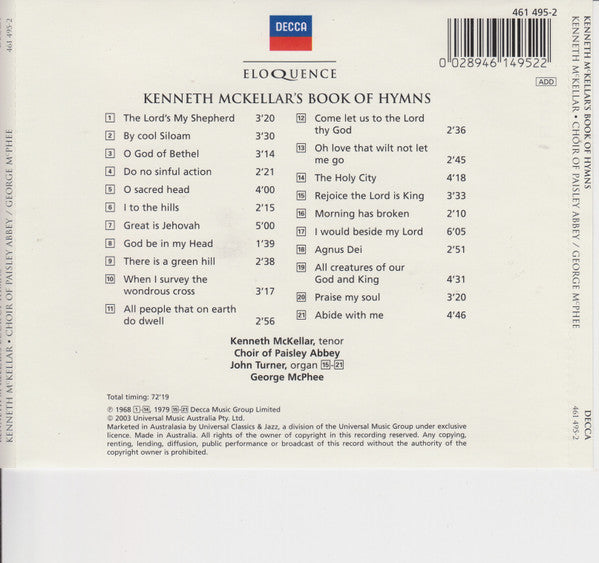 461 495-2
DECCA
461 495-2
ELOQUENCE
0 028946 149522
ADD
KENNETH MCKELLAR'S BOOK OF HYMNS
1 The Lord's My Shepherd 3'20
2 By cool Siloam 3'30
3 O God of Bethel 3'14
4 Do no sinful action 2'21
5 O sacred head 4'00
6 I to the hills 2'15
7 Great is Jehovah 5'00
8 God be in my Head 1'39
9 There is a green hill 2'38
10 When I survey the
wondrous cross 3'17
11 All people that on earth
do dwell 2'56
12 Come let us to the Lord
thy God 2'36
13 Oh love that wilt not let
me go 2'45
14 The Holy City 4'18
15 Rejoice the Lord is King 3'33
16 Morning has broken 2'10
17 I would beside my Lord 6'05
18 Agnus Dei 2'51
19 All creatures of our
God and King 4'31
20 Praise my soul 3'20
21 Abide with me 4'46
Kenneth McKellar, tenor
Choir of Paisley Abbey
John Turner, organ 15-21
George McPhee
Total timing: 72'19
℗ 1968 1-14, 1979 15-21 Decca Music Group Limited
© 2003 Universal Music Australia Pty. Ltd.
Marketed in Australasia by Universal Classics & Jazz, a division of the Universal Music Group under exclusive
licence. Made in Australia. All rights of the owner of copyright in this recording reserved. Any copying,
renting, lending, diffusion, public performance or broadcast of this record without the authority of the
copyright owner is prohibited.
KENNETH McKELLAR'S BOOK OF HYMNS
KENNETH McKELLAR • CHOIR OF PAISLEY ABBEY / GEORGE McPHEE
DECCA
461 495-2
KENNETH McKELLAR • CHOIR OF PAISLEY ABBEY / GEORGE McPHEE
461 495-2